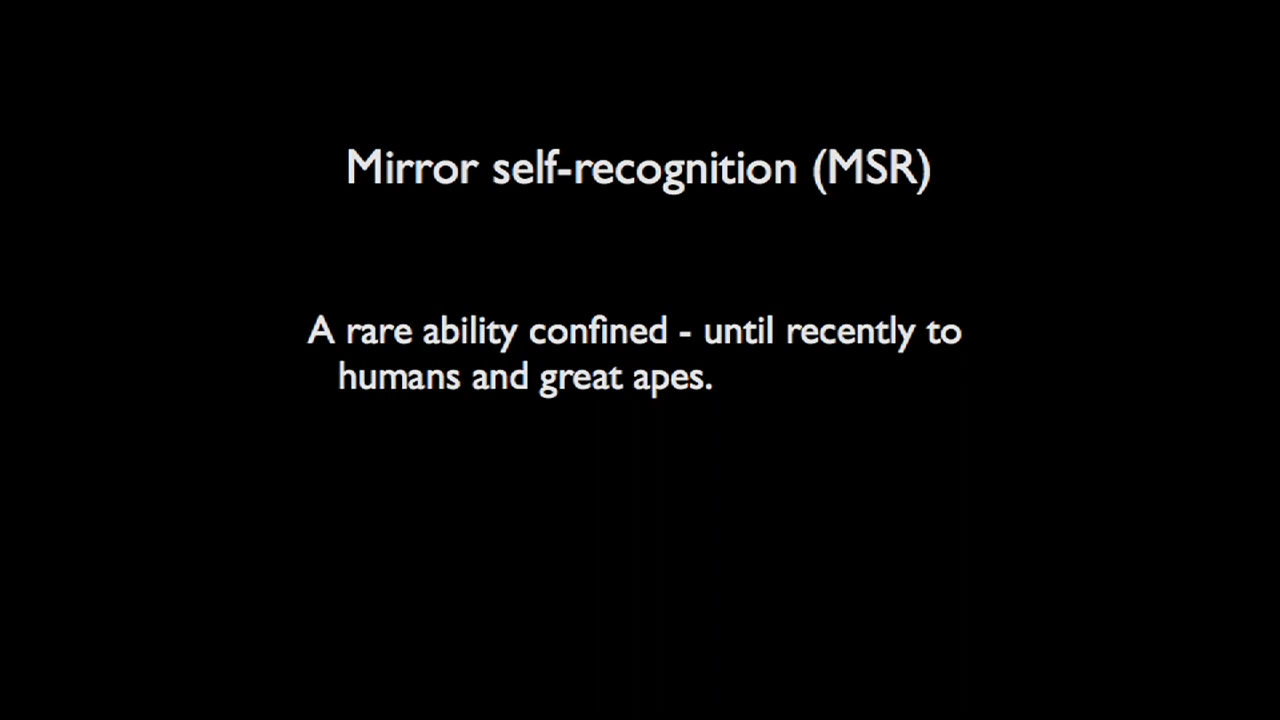 Mirror self-recognition (MSR)
A rare ability confined - until recently to
humans and great apes.